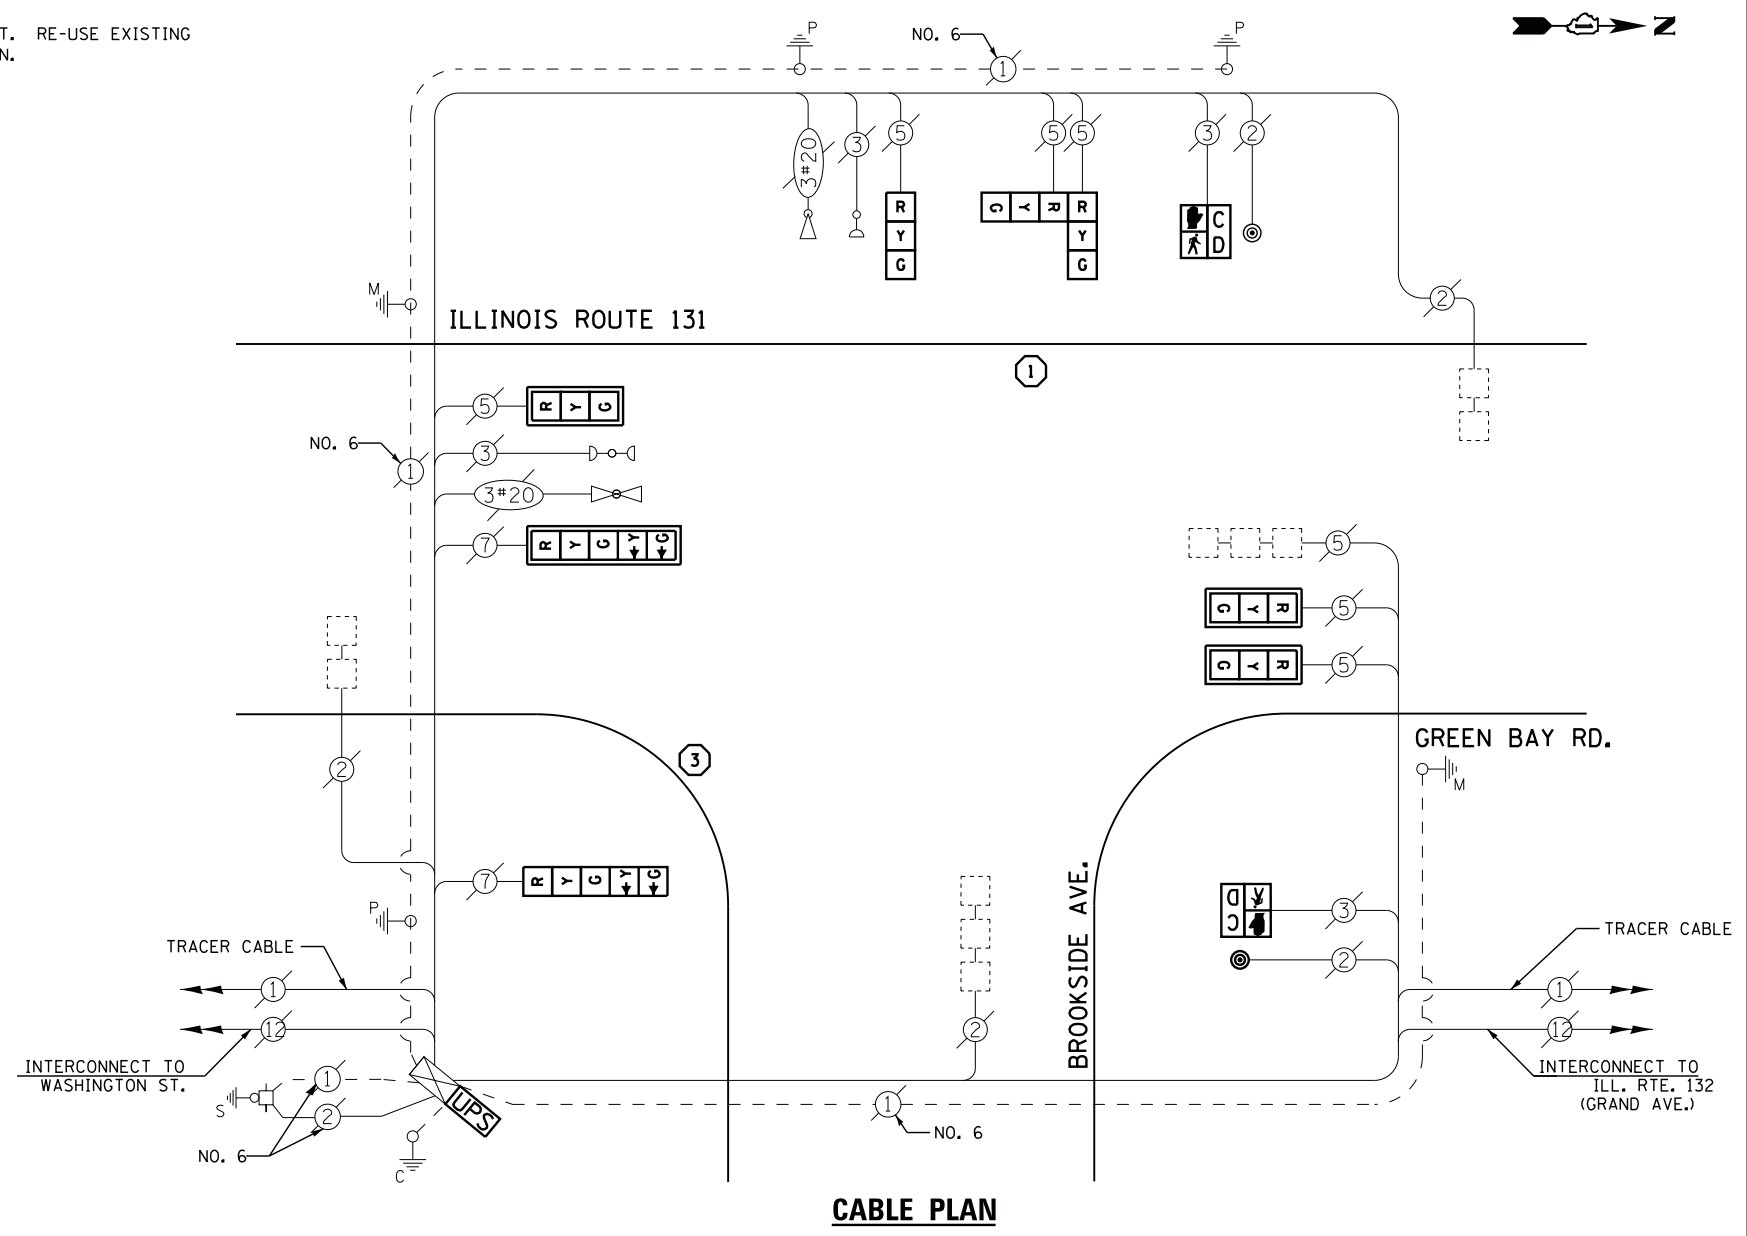 T. RE-USE EXISTING
N.
P
NO. 6
1
P
N
3#20
3
5
5
5
3
2
R
Y
G
G Y R R
Y
G
C
D
M
2
ILLINOIS ROUTE 131
1
5 R Y G
NO. 6
1
3
3#20
7 R Y G Y G
5
G Y R 5
G Y R 5
3
2
GREEN BAY RD.
M
7 R Y G Y G
P
BROOKSIDE AVE.
D
C
3
2
TRACER CABLE
TRACER CABLE
1
1
12
2
12
INTERCONNECT TO
WASHINGTON ST.
INTERCONNECT TO
ILL. RTE. 132
(GRAND AVE.)
1
S
2
UPS
1
NO. 6
NO. 6
C
CABLE PLAN